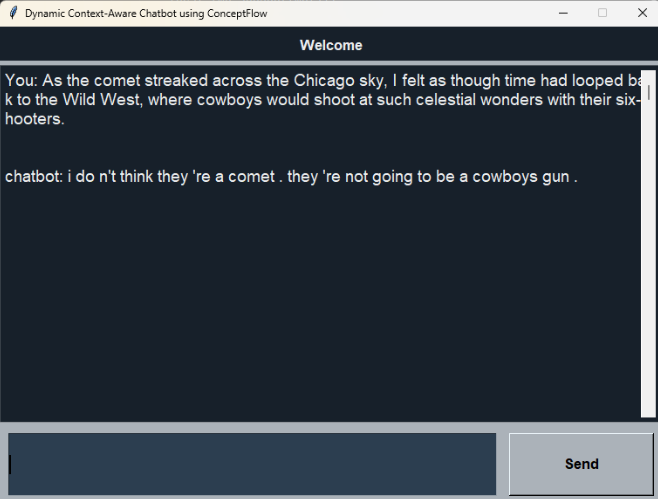 Dynamic Context-Aware Chatbot using ConceptFlow
Welcome
You: As the comet streaked across the Chicago sky, I felt as though time had looped ba
k to the Wild West, where cowboys would shoot at such celestial wonders with their six-
hooters.
chatbot: i do n't think they 're a comet . they 're not going to be a cowboys gun .
Send